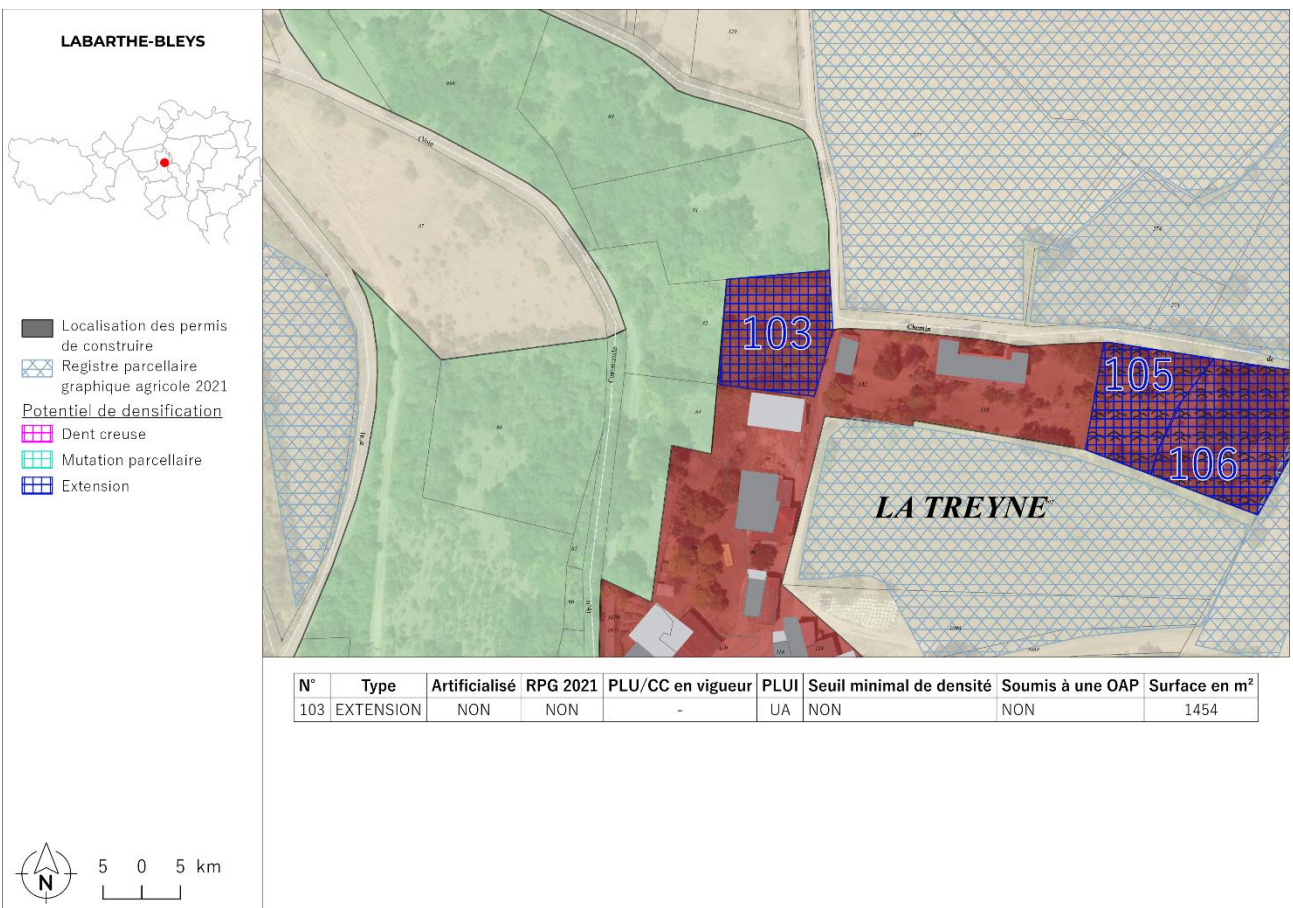 LABARTHE-BLEYS
Localisation des permis
de construire
Registre parcellaire
graphique agricole 2021
Potentiel de densification
Dent creuse
Mutation parcellaire
Extension
N
5 0 5 km
103
105
106
LA TREYNE
Chemin
de
Communale
N° Type Artificialisé RPG 2021 PLU/CC en vigueur PLUI Seuil minimal de densité Soumis à une OAP Surface en m²
103 EXTENSION NON NON - UA NON NON 1454